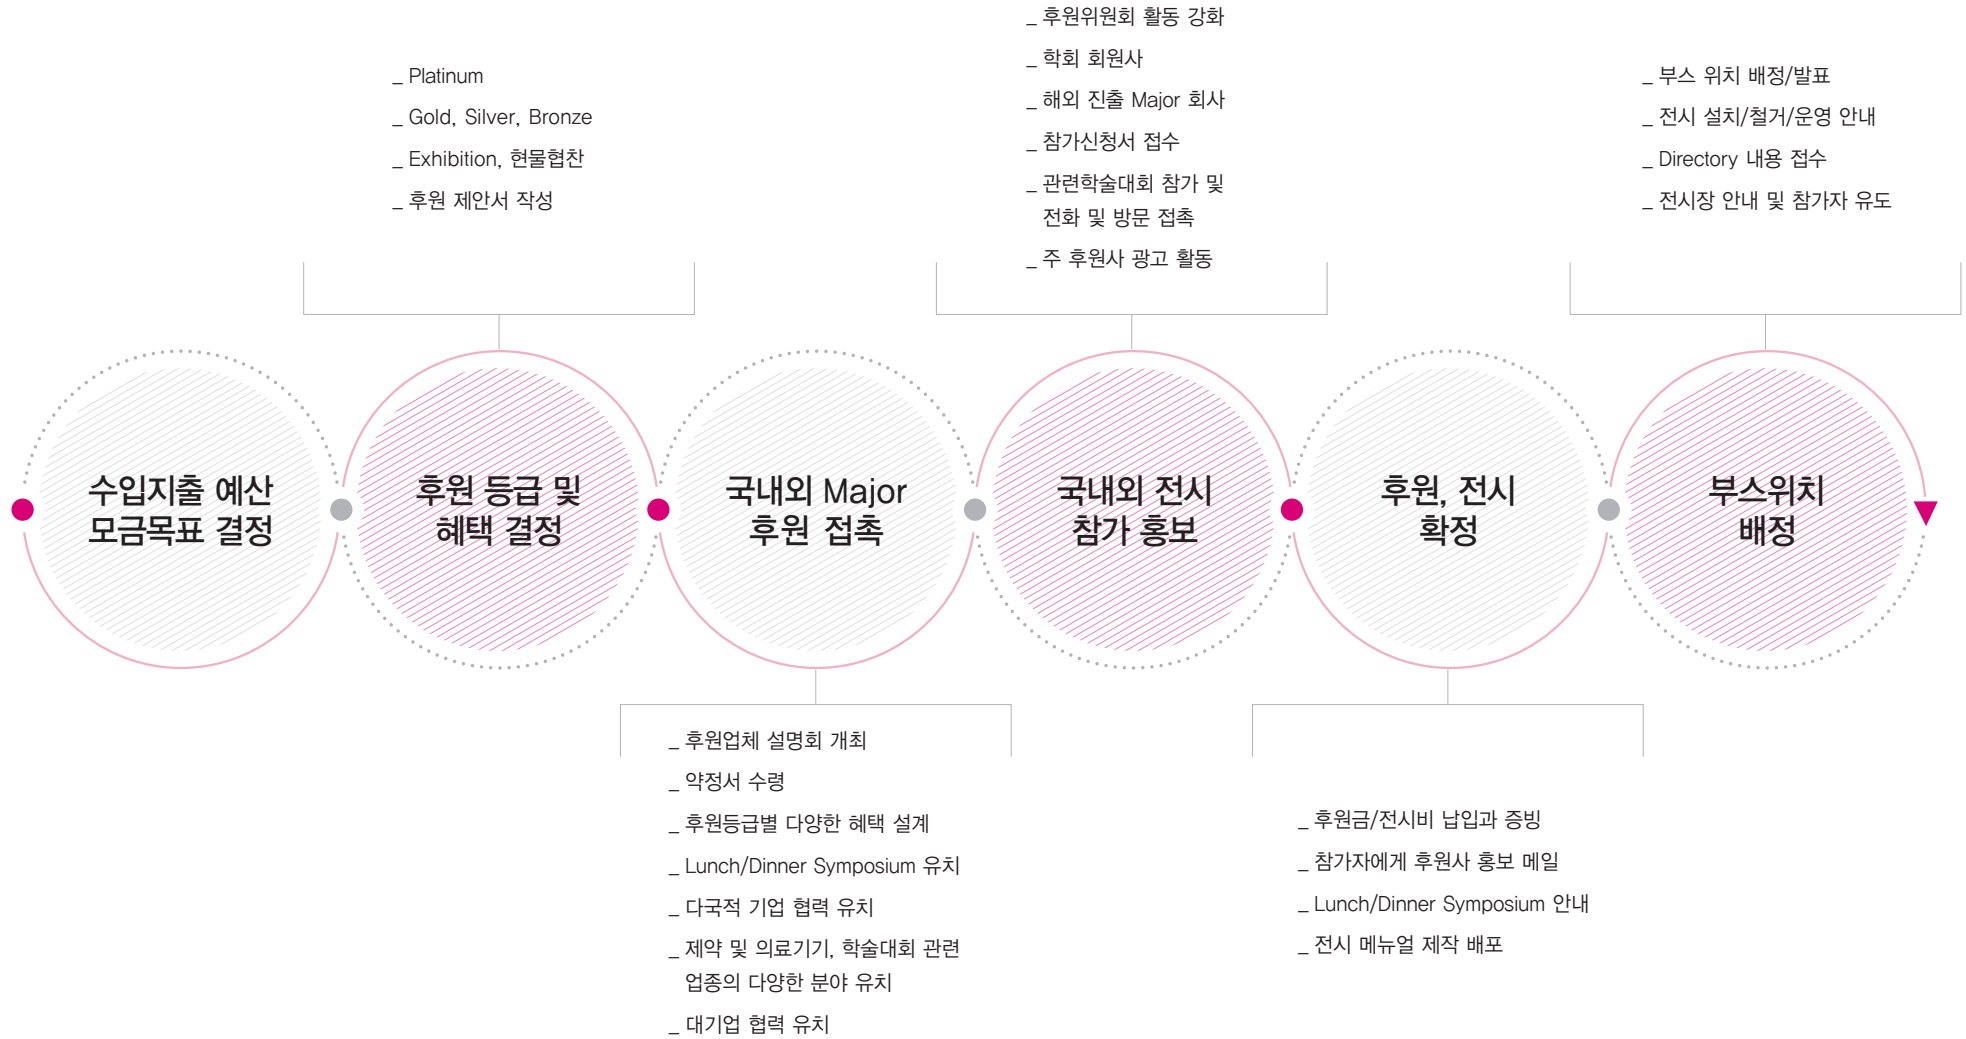 _ Platinum
_ Gold, Silver, Bronze
_ Exhibition, 현물협찬
_ 후원 제안서 작성
_ 후원위원회 활동 강화
_ 학회 회원사
_ 해외 진출 Major 회사
_ 참가신청서 접수
_ 관련학술대회 참가 및
전화 및 방문 접촉
_ 주 후원사 광고 활동
_ 부스 위치 배정/발표
_ 전시 설치/철거/운영 안내
_ Directory 내용 접수
_ 전시장 안내 및 참가자 유도
수입지출 예산
모금목표 결정
후원 등급 및
혜택 결정
국내외 Major
후원 접촉
국내외 전시
참가 홍보
후원, 전시
확정
부스위치
배정
_ 후원업체 설명회 개최
_ 약정서 수령
_ 후원등급별 다양한 혜택 설계
_ Lunch/Dinner Symposium 유치
_ 다국적 기업 협력 유치
_ 제약 및 의료기기, 학술대회 관련
업종의 다양한 분야 유치
_ 대기업 협력 유치
_ 후원금/전시비 납입과 증빙
_ 참가자에게 후원사 홍보 메일
_ Lunch/Dinner Symposium 안내
_ 전시 메뉴얼 제작 배포